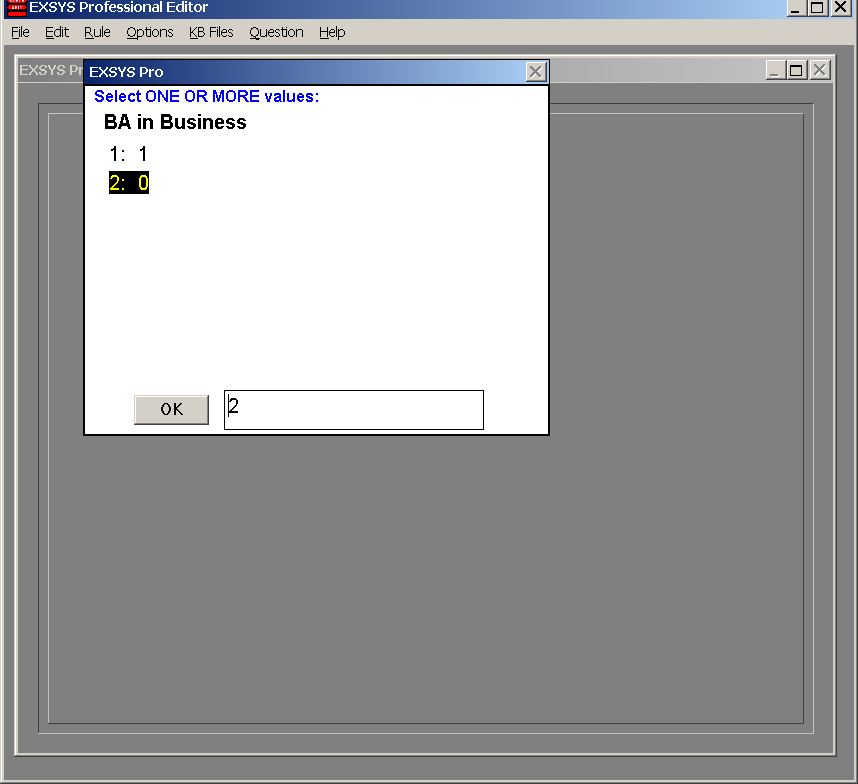 EXSYS Professional Editor
File Edit Rule Options KB Files Question Help
EXSYS Pr
EXSYS Pro
Select ONE OR MORE values:
BA in Business
1: 1
2: 0
OK
2